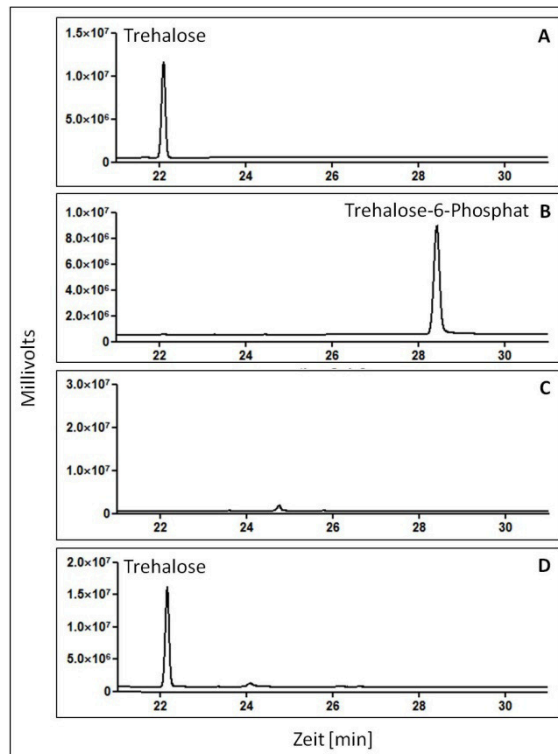 Trehalose A
1.5×10⁷
1.0×10⁷
5.0×10⁶
0
22 24 26 28 30
Trehalose-6-Phosphat B
1.0×10⁷
8.0×10⁶
6.0×10⁶
4.0×10⁶
2.0×10⁶
0
22 24 26 28 30
C
3.0×10⁷
2.0×10⁷
1.0×10⁷
0
22 24 26 28 30
Trehalose D
2.0×10⁷
1.5×10⁷
1.0×10⁷
5.0×10⁶
0
22 24 26 28 30
Millivolts
Zeit [min]